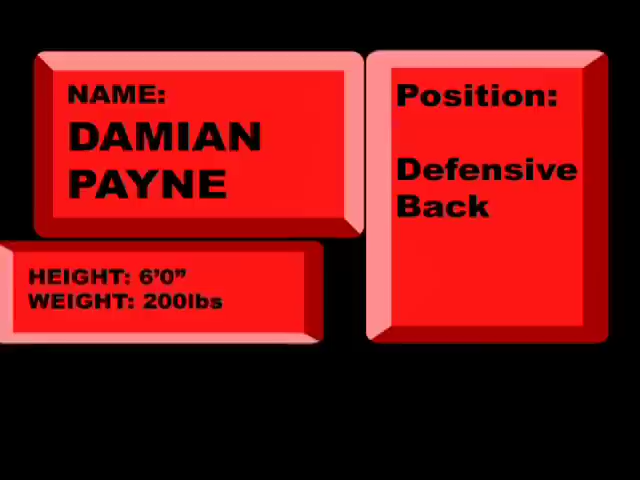 NAME:
DAMIAN
PAYNE
Position:
Defensive
Back
HEIGHT: 6’0”
WEIGHT: 200lbs